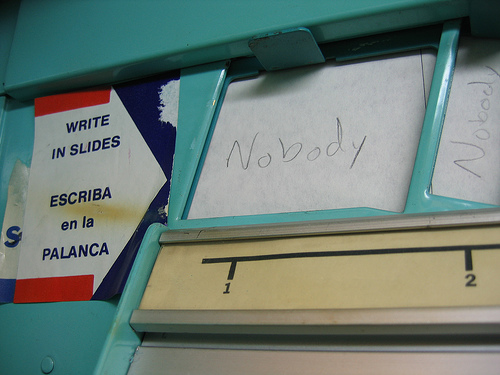 WRITE
IN SLIDES
ESCRIBA
en la
PALANCA
S
Nobody
Nobody
1
2